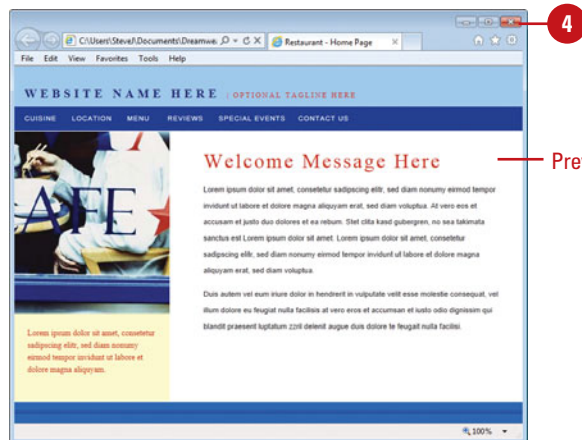 4
C:\Users\SteveJ\Documents\Dreamwe
Restaurant - Home Page
File Edit View Favorites Tools Help
WEBSITE NAME HERE | OPTIONAL TAGLINE HERE
CUISINE LOCATION MENU REVIEWS SPECIAL EVENTS CONTACT US
AFE
Welcome Message Here
Prev
Lorem ipsum dolor sit amet, consetetur sadipscing elitr, sed diam nonumy eirmod tempor
invidunt ut labore et dolore magna aliquyam erat, sed diam voluptua. At vero eos et
accusam et justo duo dolores et ea rebum. Stet clita kasd gubergren, no sea takimata
sanctus est Lorem ipsum dolor sit amet. Lorem ipsum dolor sit amet, consetetur
sadipscing elitr, sed diam nonumy eirmod tempor invidunt ut labore et dolore magna
aliquyam erat, sed diam voluptua.
Duis autem vel eum iriure dolor in hendrerit in vulputate velit esse molestie consequat, vel
illum dolore eu feugiat nulla facilisis at vero eros et accumsan et iusto odio dignissim qui
blandit praesent luptatum zzril delenit augue duis dolore te feugait nulla facilisi.
Lorem ipsum dolor sit amet, consetetur
sadipscing elitr, sed diam nonumy
eirmod tempor invidunt ut labore et
dolore magna aliquyam.
100%